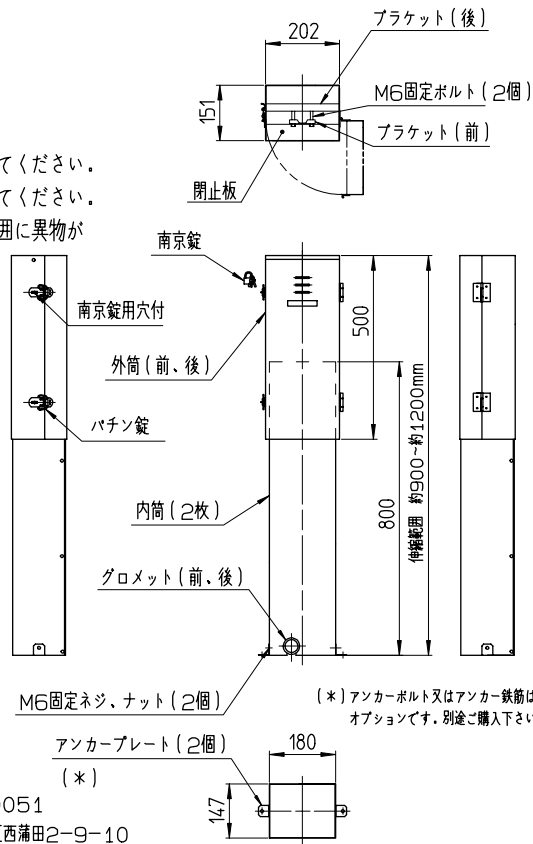 202
ブラケット(後)
M6固定ボルト(2個)
151
ブラケット(前)
てください.
閉止板
てください.
囲に異物が
南京錠
南京錠用穴付
500
外筒(前、後)
パチン錠
伸縮範囲 約900~約1200mm
800
内筒(2枚)
グロメット(前、後)
M6固定ネジ、ナット(2個)
(*)アンカーボルト又はアンカー鉄筋は
オプションです.別途ご購入下さい
アンカープレート(2個)
(*)
180
147
051
西蒲田2-9-10